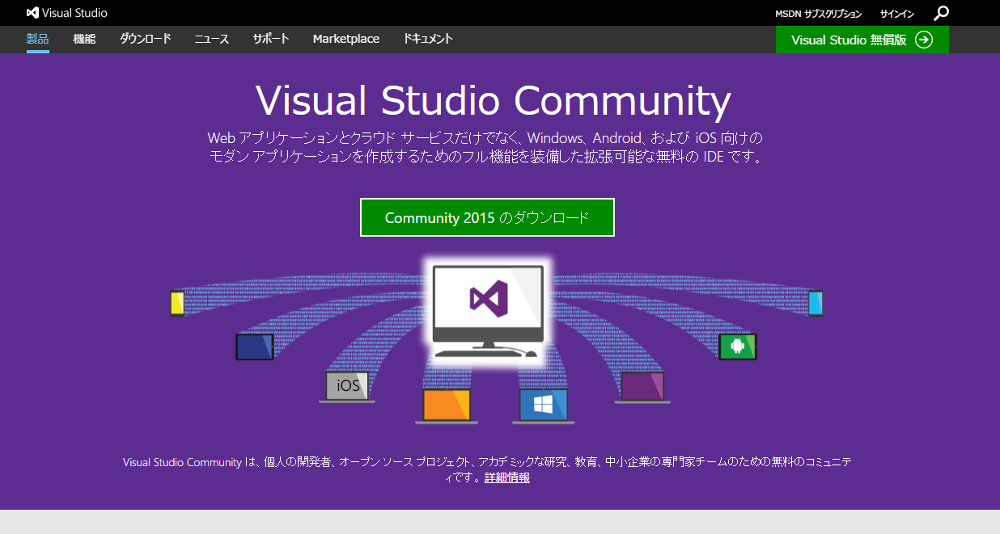 Visual Studio
MSDN サブスクリプション サインイン
製品 機能 ダウンロード ニュース サポート Marketplace ドキュメント
Visual Studio 無償版
Visual Studio Community
Web アプリケーションとクラウド サービスだけでなく、Windows、Android、および iOS 向けの
モダン アプリケーションを作成するためのフル機能を装備した拡張可能な無料の IDE です。
Community 2015 のダウンロード
iOS
Visual Studio Community は、個人の開発者、オープン ソース プロジェクト、アカデミックな研究、教育、中小企業の専門家チームのための無料のコミュニテ
ィです。詳細情報